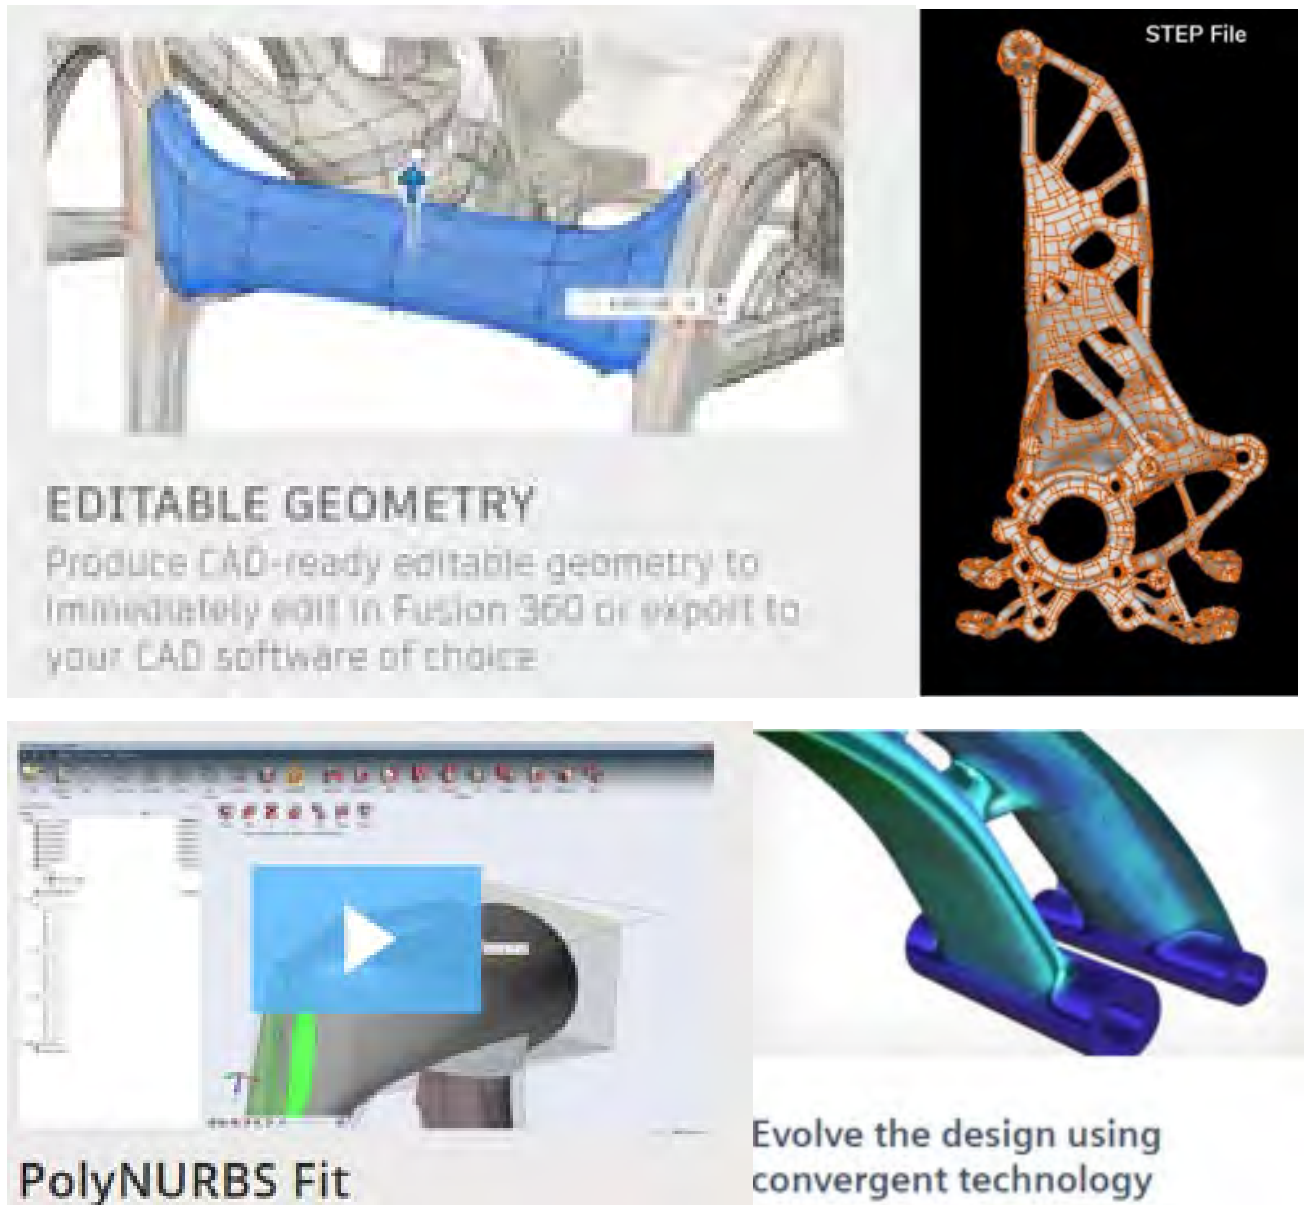 STEP File
EDITABLE GEOMETRY
Produce CAD-ready editable geometry to
immediately edit in Fusion 360 or export to
your CAD software of choice
PolyNURBS Fit
Evolve the design using
convergent technology